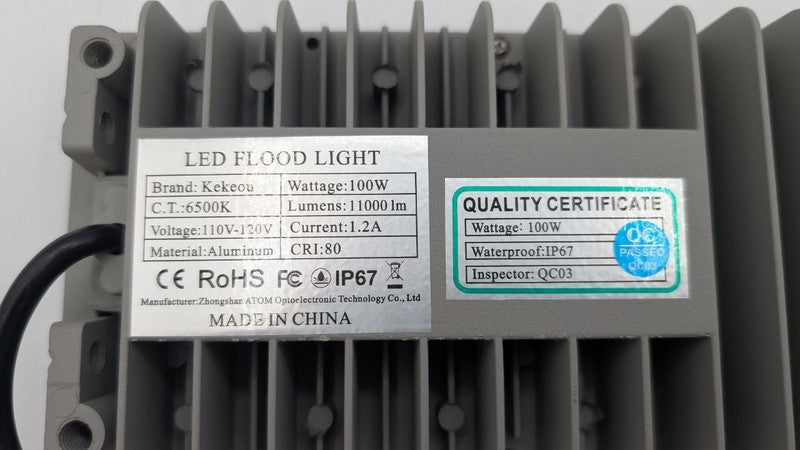 LED FLOOD LIGHT
Brand: Kekeou Wattage:100W
C.T.:6500K Lumens:11000lm
Voltage:110V-120V Current:1.2A
Material:Aluminum CRI:80
CE RoHS FC IP67
Manufacturer:Zhongshan ATOM Optoelectronic Technology Co., Ltd
MADE IN CHINA
QUALITY CERTIFICATE
Wattage: 100W
Waterproof:IP67
Inspector: QC03
QC
PASSED
QC03